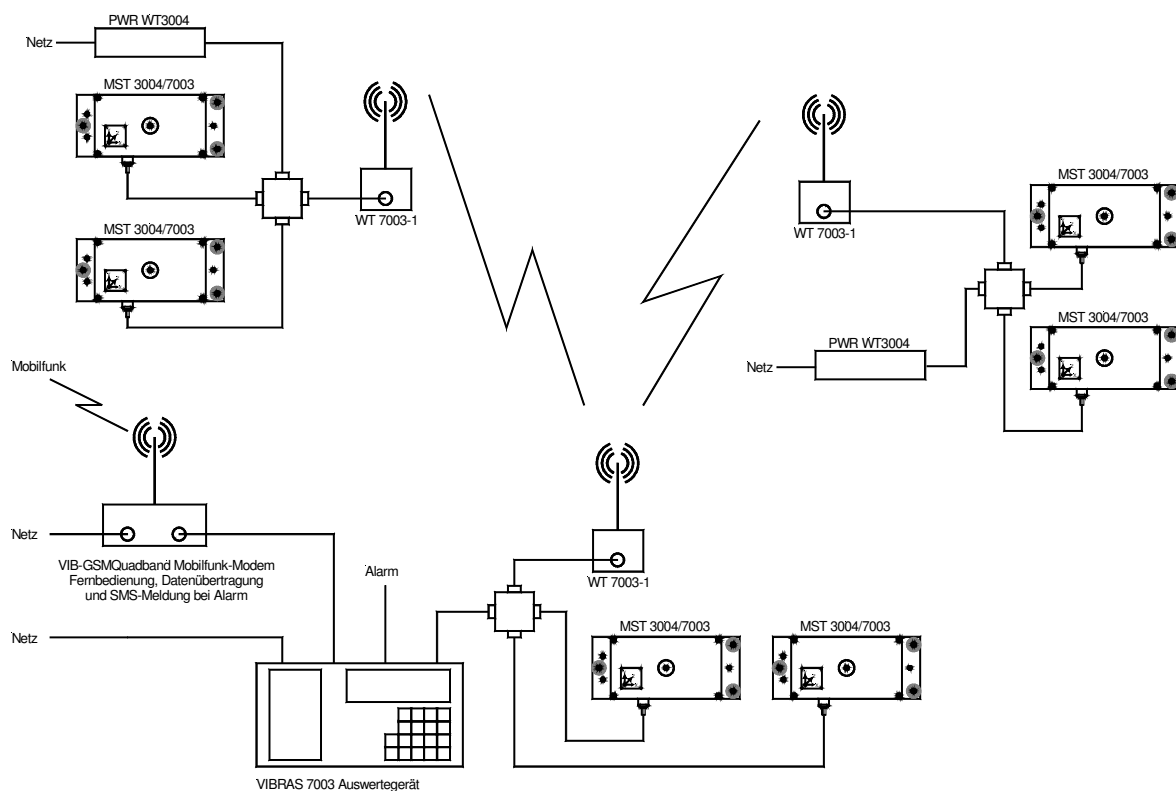 PWR WT3004
Netz
MST 3004/7003
WT 7003-1
MST 3004/7003
WT 7003-1
MST 3004/7003
MST 3004/7003
PWR WT3004
Netz
Mobilfunk
Netz
VIB-GSMQuadband Mobilfunk-Modem
Fernbedienung, Datenübertragung
und SMS-Meldung bei Alarm
Alarm
WT 7003-1
Netz
MST 3004/7003
MST 3004/7003
VIBRAS 7003 Auswertegerät